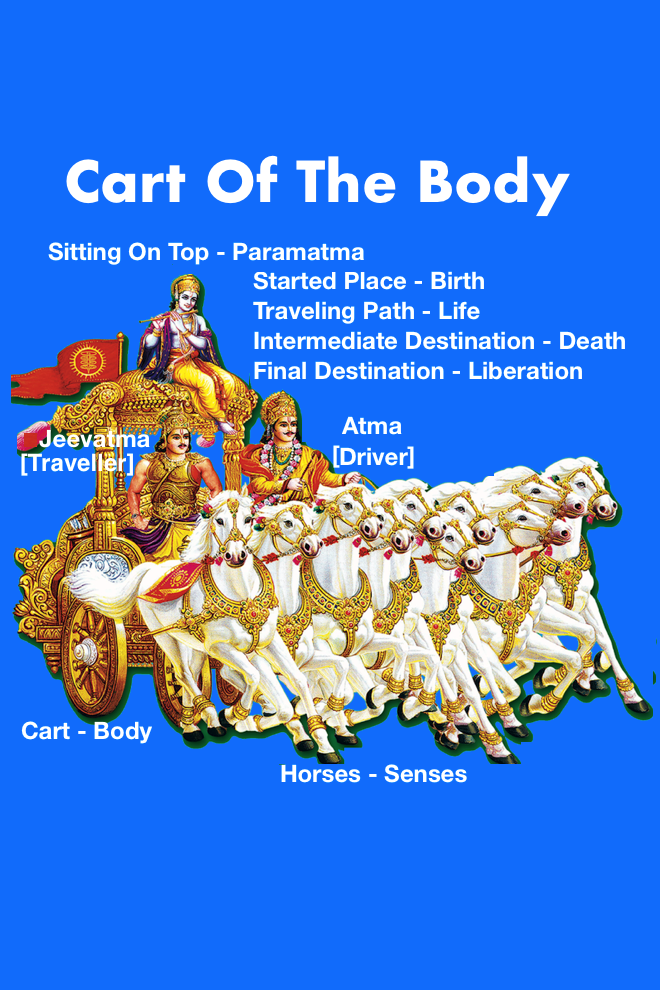 Cart Of The Body
Sitting On Top - Paramatma
Started Place - Birth
Traveling Path - Life
Intermediate Destination - Death
Final Destination - Liberation
Jeevatma
[Traveller]
Atma
[Driver]
Cart - Body
Horses - Senses